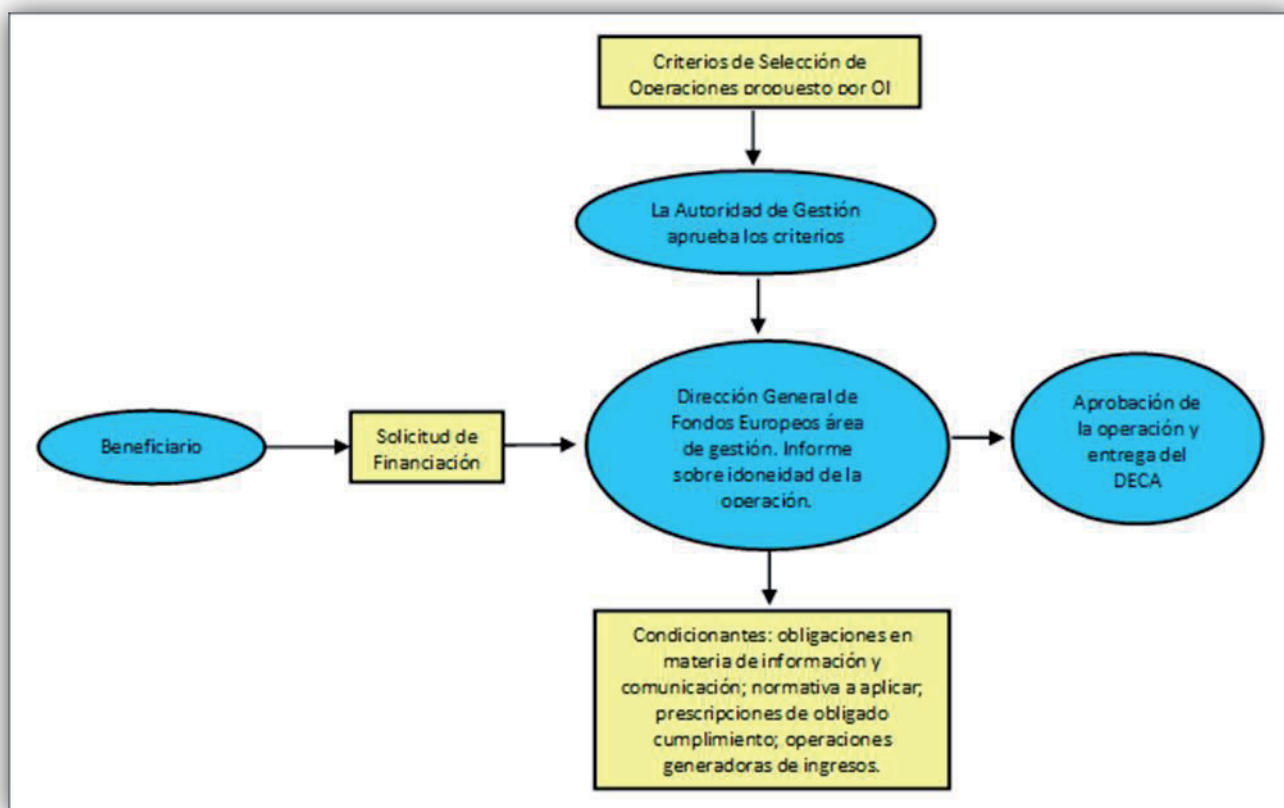 Criterios de Selección de
Operaciones propuesto por OI
La Autoridad de Gestión
aprueba los criterios
Beneficiario
Solicitud de
Financiación
Dirección General de
Fondos Europeos área
de gestión. Informe
sobre idoneidad de la
operación.
Aprobación de
la operación y
entrega del
DECA
Condicionantes: obligaciones en
materia de información y
comunicación; normativa a aplicar;
prescripciones de obligado
cumplimiento; operaciones
generadoras de ingresos.